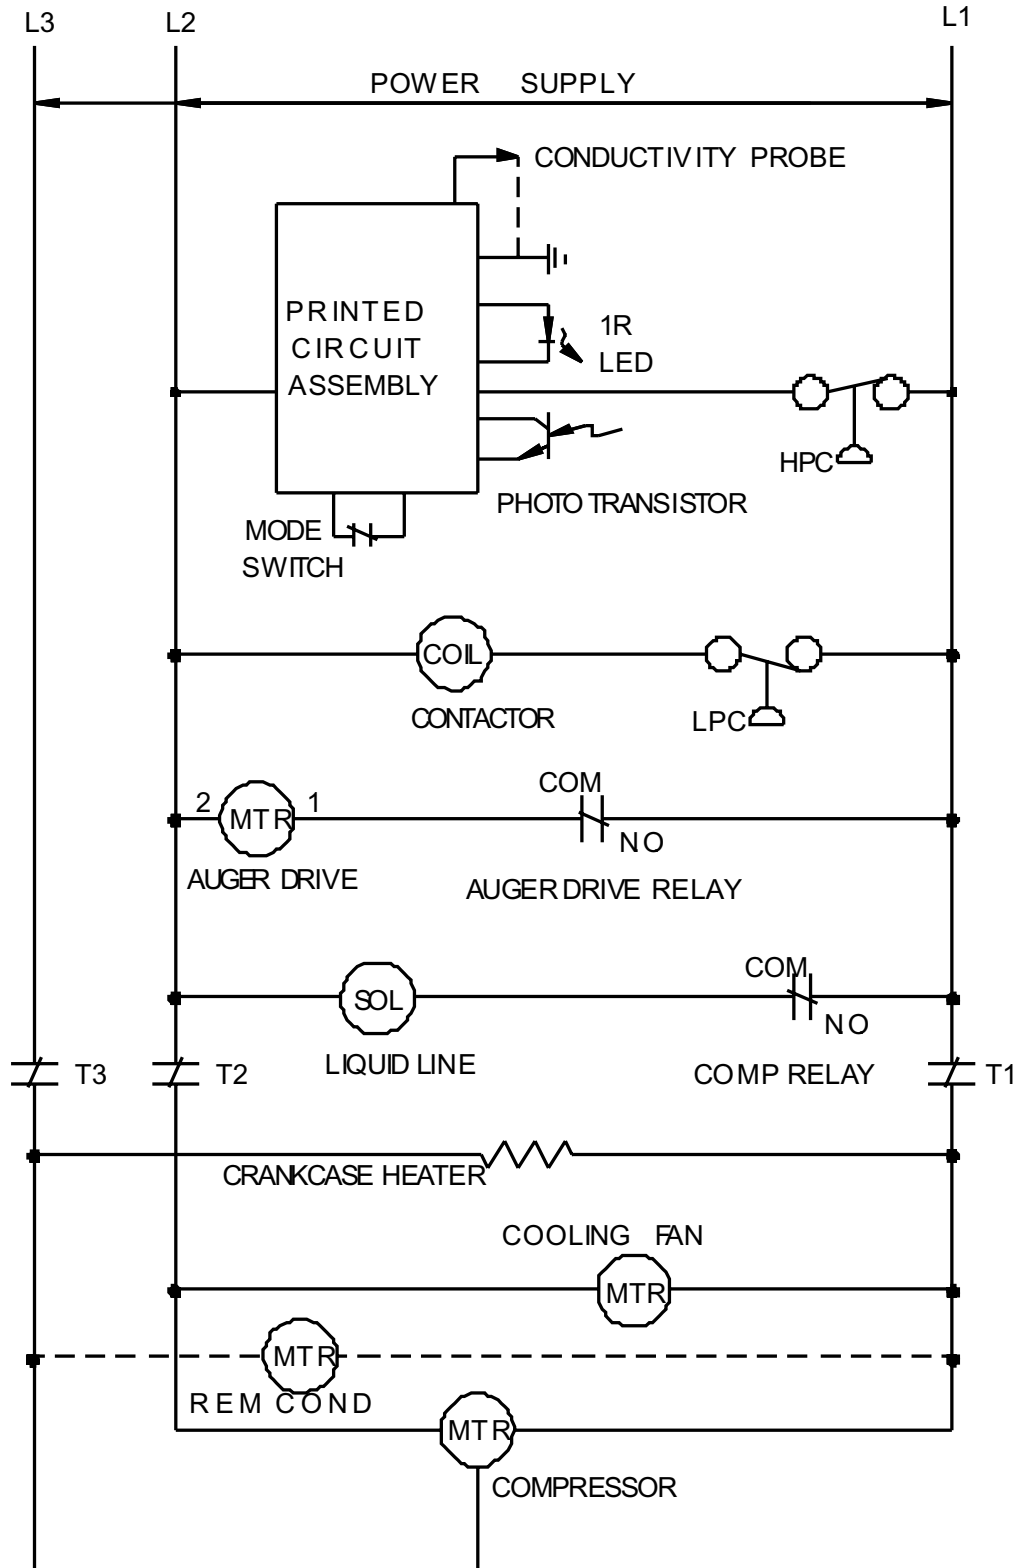 L3
L2
L1
POWER SUPPLY
CONDUCTIVITY PROBE
PRINTED
CIRCUIT
ASSEMBLY
1R
LED
HPC
PHOTO TRANSISTOR
MODE
SWITCH
COIL
CONTACTOR
LPC
2
MTR
1
COM
NO
AUGER DRIVE
AUGER DRIVE RELAY
SOL
COM
NO
LIQUID LINE
COMP RELAY
T3
T2
T1
CRANKCASE HEATER
COOLING FAN
MTR
MTR
REM COND
MTR
COMPRESSOR